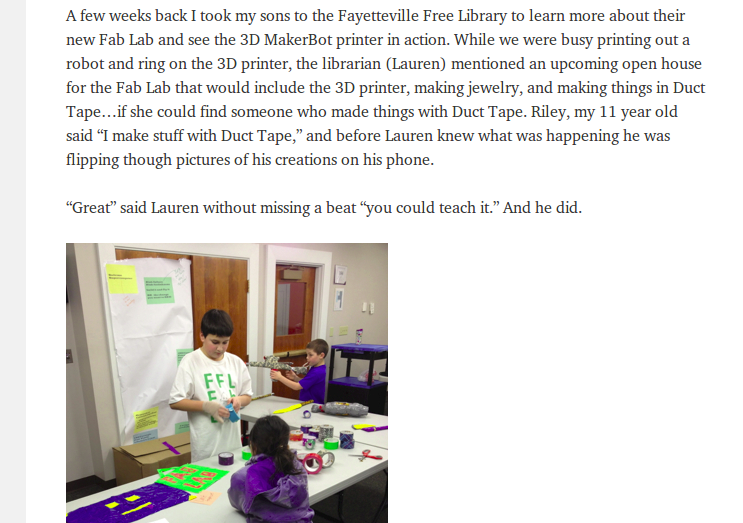 A few weeks back I took my sons to the Fayetteville Free Library to learn more about their
new Fab Lab and see the 3D MakerBot printer in action. While we were busy printing out a
robot and ring on the 3D printer, the librarian (Lauren) mentioned an upcoming open house
for the Fab Lab that would include the 3D printer, making jewelry, and making things in Duct
Tape…if she could find someone who made things with Duct Tape. Riley, my 11 year old
said “I make stuff with Duct Tape,” and before Lauren knew what was happening he was
flipping though pictures of his creations on his phone.
“Great” said Lauren without missing a beat “you could teach it.” And he did.
FFL
FAB
LAB